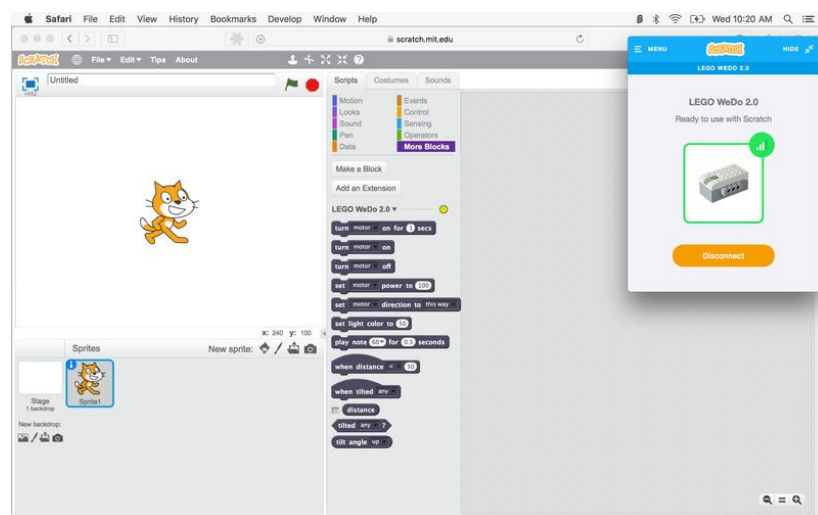 Safari File Edit View History Bookmarks Develop Window Help
Wed 10:20 AM
scratch.mit.edu
SCRATCH File Edit Tips About
v452
Untitled
Scripts Costumes Sounds
Motion Events
Looks Control
Sound Sensing
Pen Operators
Data More Blocks
Make a Block
Add an Extension
LEGO WeDo 2.0
turn motor on for 1 secs
turn motor on
turn motor off
set motor power to 100
set motor direction to this way
set light color to 50
play note 60 for 0.5 seconds
when distance < 50
when tilted any
distance
tilted any ?
tilt angle up
x: 240 y: 100
Sprites New sprite:
Stage
1 backdrop
Sprite1
New backdrop:
MENU SCRATCH HIDE
LEGO WEDO 2.0
LEGO WeDo 2.0
Ready to use with Scratch
Disconnect